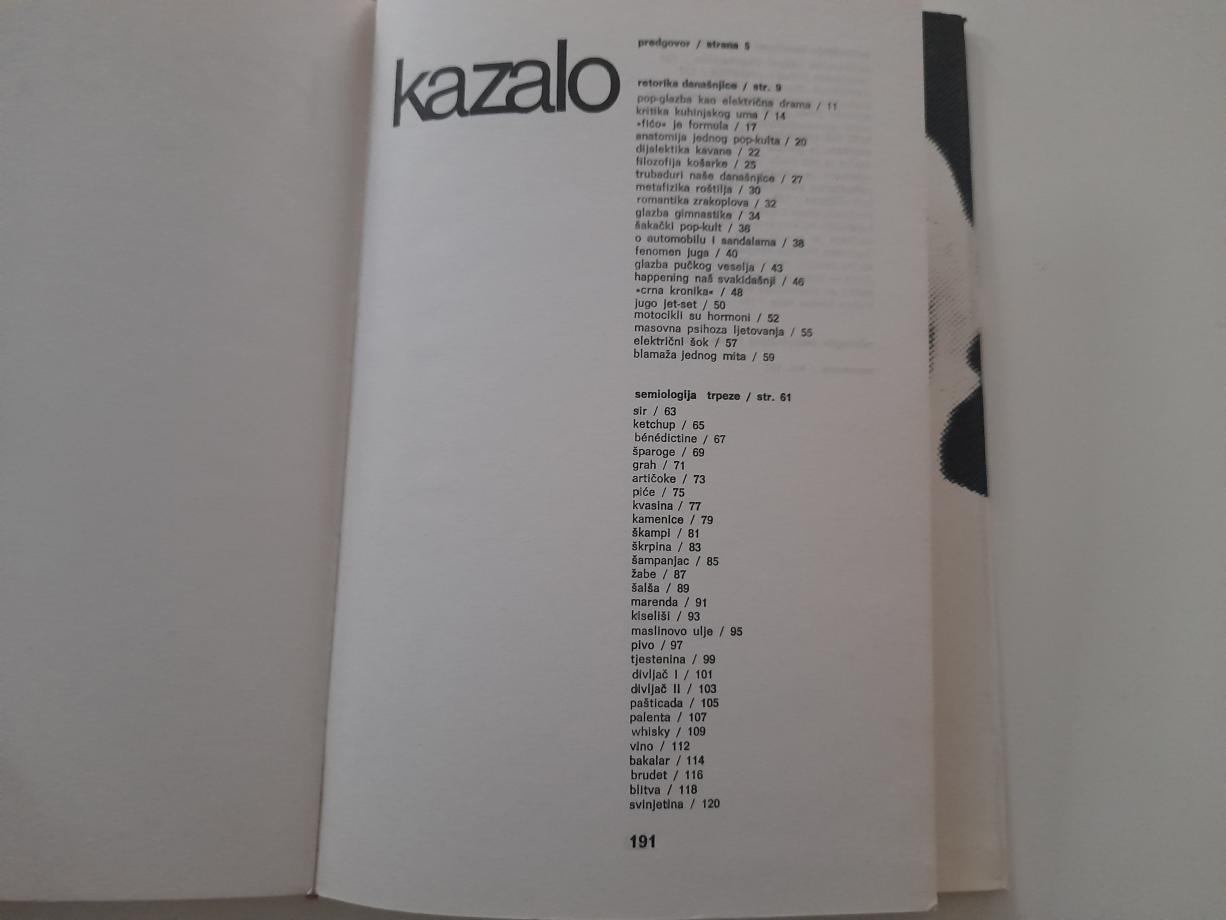 kazalo
predgovor / strana 5
retorika današnjice / str. 9
pop-glazba kao električna drama / 11
kritika kuhinjskog uma / 14
»fićo« je formula / 17
anatomija jednog pop-kulta / 20
dijalektika kavane / 22
filozofija košarke / 25
trubaduri naše današnjice / 27
metafizika roštilja / 30
romantika zrakoplova / 32
glazba gimnastike / 34
šakački pop-kult / 36
o automobilu i sandalama / 38
fenomen juga / 40
glazba pučkog veselja / 43
happening naš svakidašnji / 46
»crna kronika« / 48
jugo jet-set / 50
motocikli su hormoni / 52
masovna psihoza ljetovanja / 55
električni šok / 57
blamaža jednog mita / 59
semiologija trpeze / str. 61
sir / 63
ketchup / 65
bénédictine / 67
šparoge / 69
grah / 71
artičoke / 73
piće / 75
kvasina / 77
kamenice / 79
škampi / 81
škrpina / 83
šampanjac / 85
žabe / 87
šalša / 89
marenda / 91
kiseliši / 93
maslinovo ulje / 95
pivo / 97
tjestenina / 99
divljač I / 101
divljač II / 103
pašticada / 105
palenta / 107
whisky / 109
vino / 112
bakalar / 114
brudet / 116
blitva / 118
svinjetina / 120
191